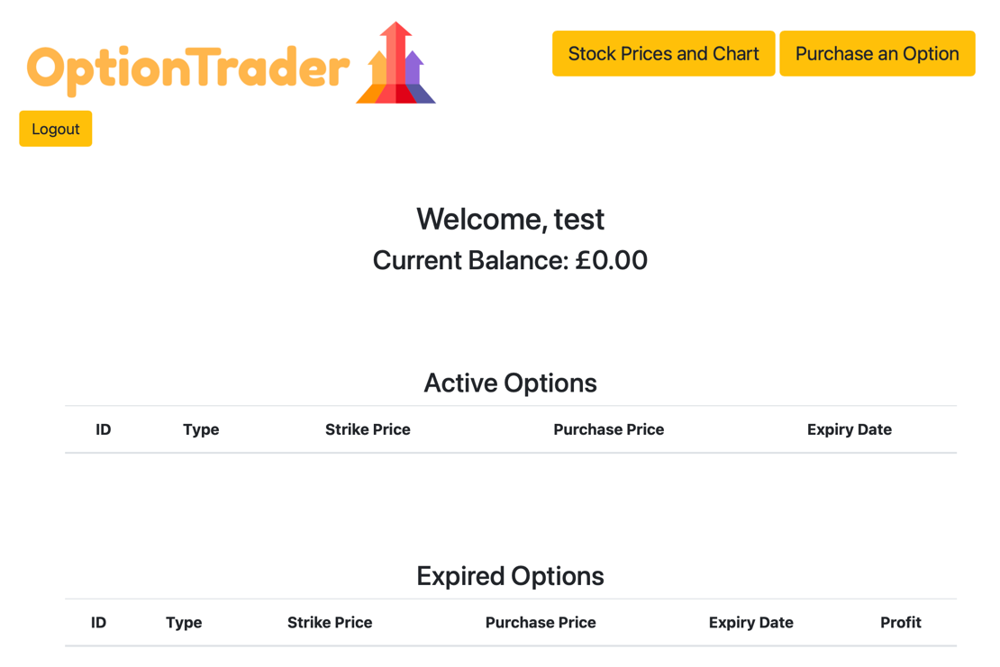 OptionTrader
Stock Prices and Chart
Purchase an Option
Logout
Welcome, test
Current Balance: £0.00
Active Options
ID Type Strike Price Purchase Price Expiry Date
Expired Options
ID Type Strike Price Purchase Price Expiry Date Profit